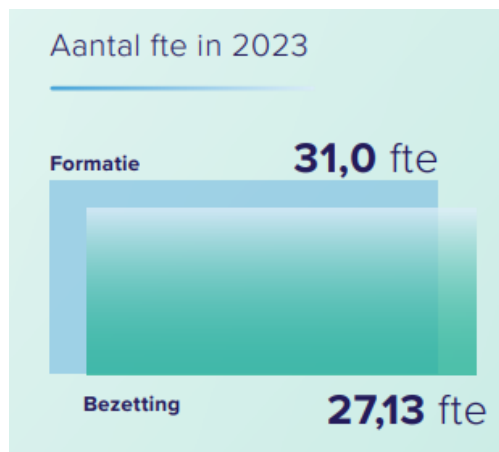 Aantal fte in 2023
Formatie 31,0 fte
Bezetting 27,13 fte